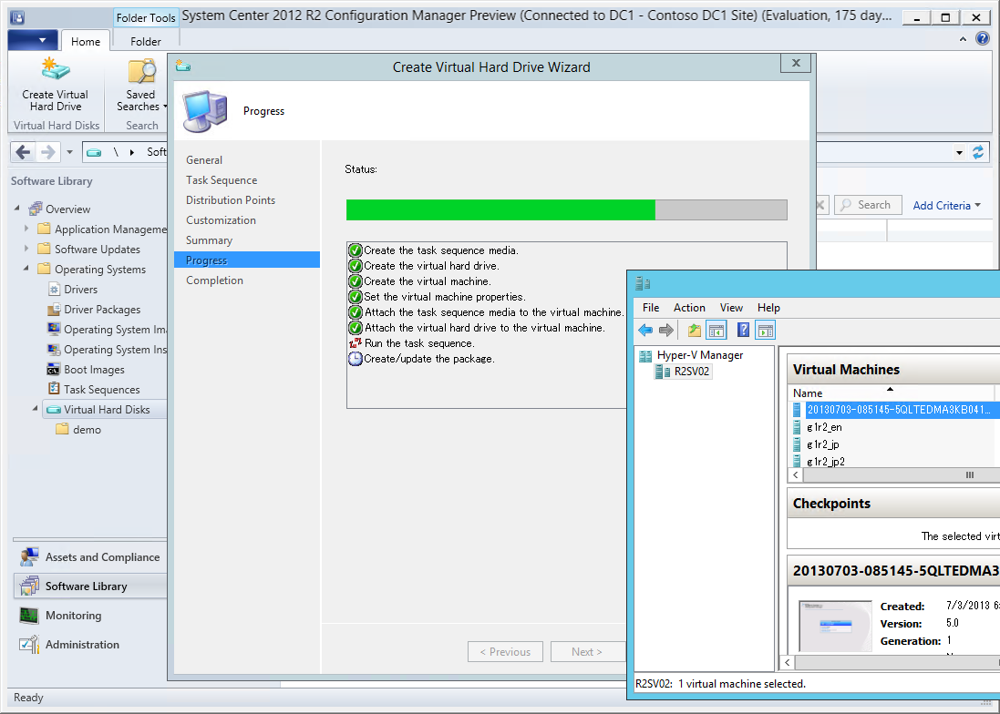 Folder Tools
System Center 2012 R2 Configuration Manager Preview (Connected to DC1 - Contoso DC1 Site) (Evaluation, 175 day...
Home
Folder
Create Virtual
Hard Drive
Virtual Hard Disks
Saved
Searches
Search
\
Soft
Software Library
Overview
Application Manageme
Software Updates
Operating Systems
Drivers
Driver Packages
Operating System Im
Operating System Ins
Boot Images
Task Sequences
Virtual Hard Disks
demo
Assets and Compliance
Software Library
Monitoring
Administration
Ready
Search
Add Criteria
Create Virtual Hard Drive Wizard
Progress
General
Task Sequence
Distribution Points
Customization
Summary
Progress
Completion
Status:
Create the task sequence media.
Create the virtual hard drive.
Create the virtual machine.
Set the virtual machine properties.
Attach the task sequence media to the virtual machine.
Attach the virtual hard drive to the virtual machine.
Run the task sequence.
Create/update the package.
< Previous
Next >
File Action View Help
Hyper-V Manager
R2SV02
Virtual Machines
Name
20130703-085145-5QLTEDMA3KB041...
g1r2_en
g1r2_jp
g1r2_jp2
Checkpoints
The selected virt
20130703-085145-5QLTEDMA3
Created: 7/3/2013 6:
Version: 5.0
Generation: 1
R2SV02: 1 virtual machine selected.